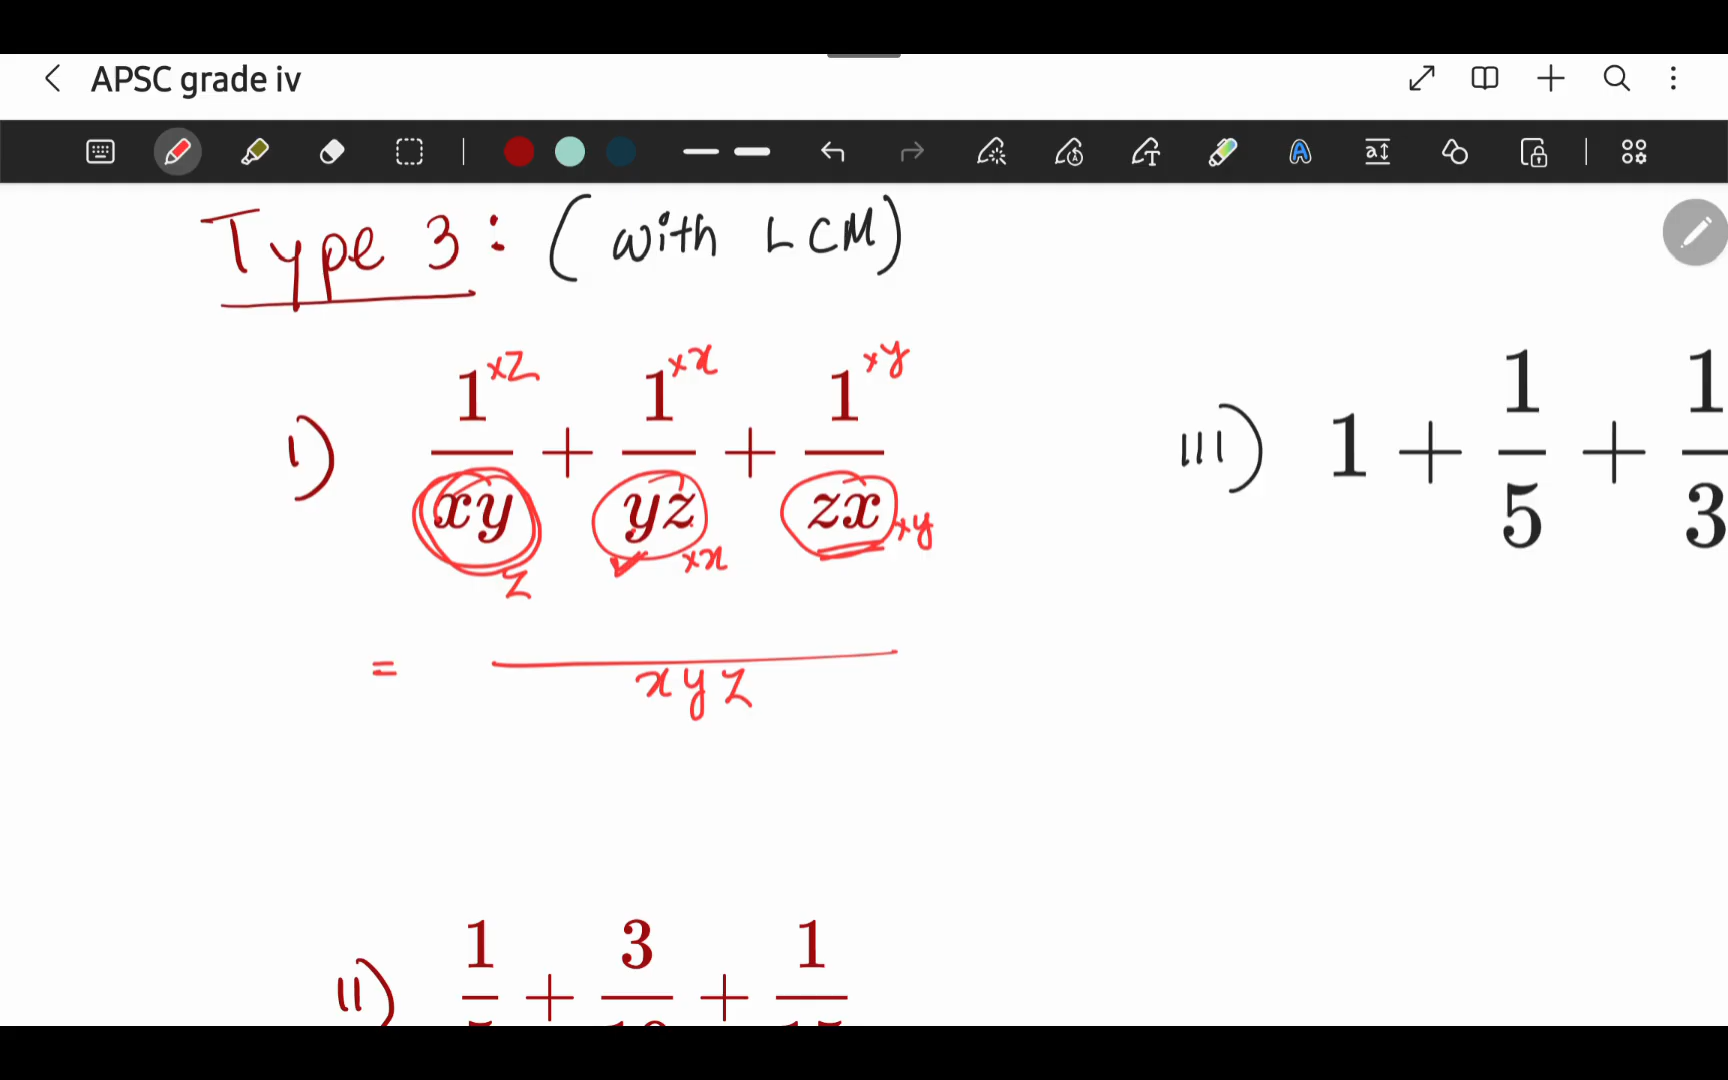 APSC grade iv
Type 3: (with LCM)
i) 1/xy + 1/yz + 1/zx
×z ×x ×y
z ×x ×y
= /xyz
iii) 1 + 1/5 + 1/3
ii) 1/ + 3/ + 1/